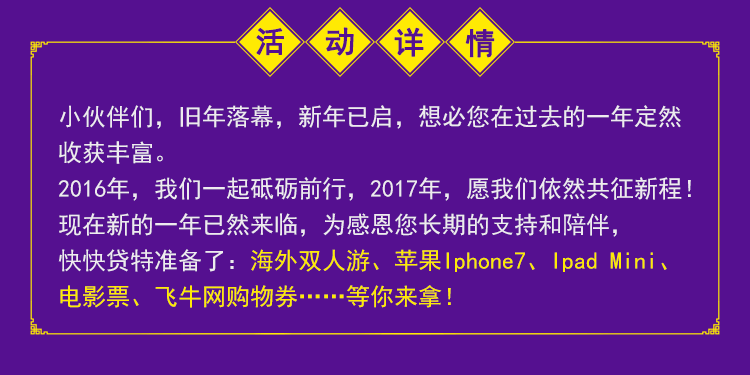 活动详情
小伙伴们，旧年落幕，新年已启，想必您在过去的一年定然
收获丰富。
2016年，我们一起砥砺前行，2017年，愿我们依然共征新程！
现在新的一年已然来临，为感恩您长期的支持和陪伴，
快快贷特准备了：海外双人游、苹果Iphone7、Ipad Mini、
电影票、飞牛网购物券……等你来拿！